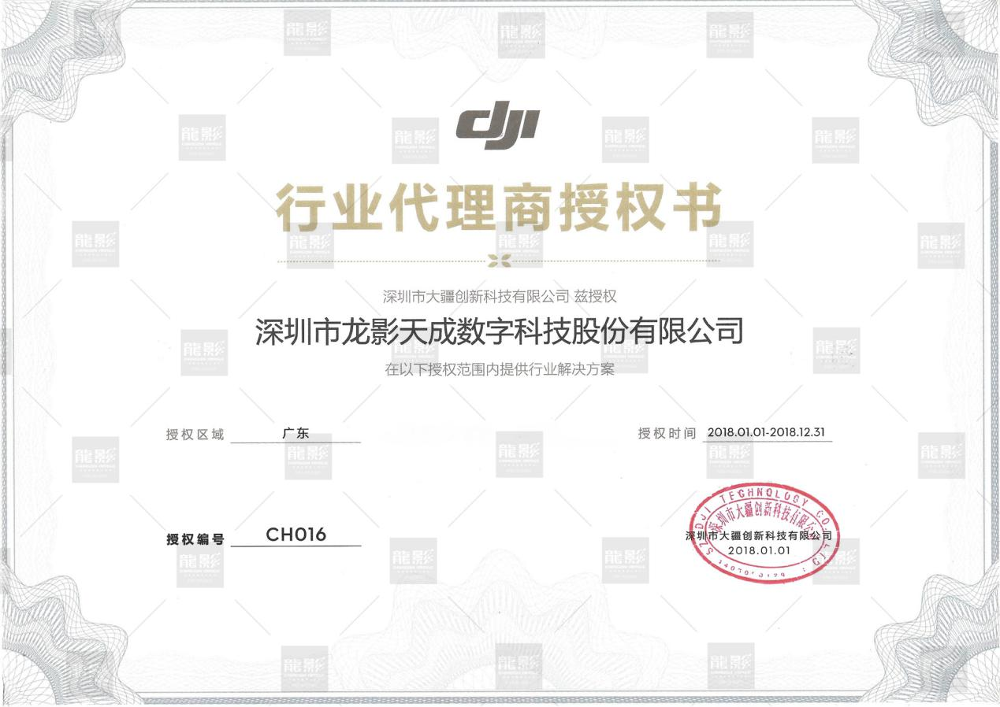 dji
行业代理商授权书
深圳市大疆创新科技有限公司 兹授权
深圳市龙影天成数字科技股份有限公司
在以下授权范围内提供行业解决方案
授权区域 广东
授权时间 2018.01.01-2018.12.31
授权编号 CH016
SZ DJI TECHNOLOGY CO., LTD
深圳市大疆创新科技有限公司
深圳市大疆创新科技有限公司
2018.01.01
龍影